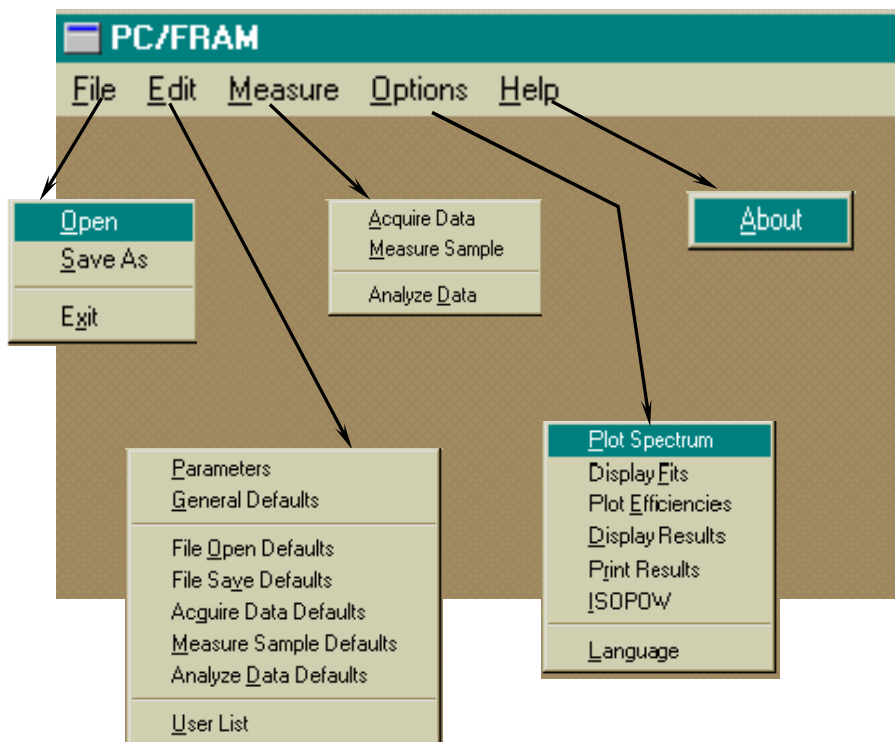 PC/FRAM
File Edit Measure Options Help
Open
Save As
Exit
Acquire Data
Measure Sample
Analyze Data
About
Parameters
General Defaults
File Open Defaults
File Save Defaults
Acquire Data Defaults
Measure Sample Defaults
Analyze Data Defaults
User List
Plot Spectrum
Display Fits
Plot Efficiencies
Display Results
Print Results
ISOPOW
Language